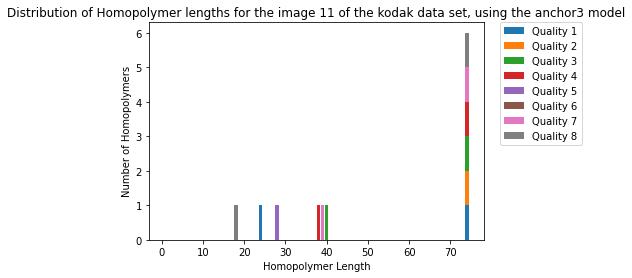 Distribution of Homopolymer lengths for the image 11 of the kodak data set, using the anchor3 model
Number of Homopolymers
6
5
4
3
2
1
0
0 10 20 30 40 50 60 70
Homopolymer Length
Quality 1
Quality 2
Quality 3
Quality 4
Quality 5
Quality 6
Quality 7
Quality 8